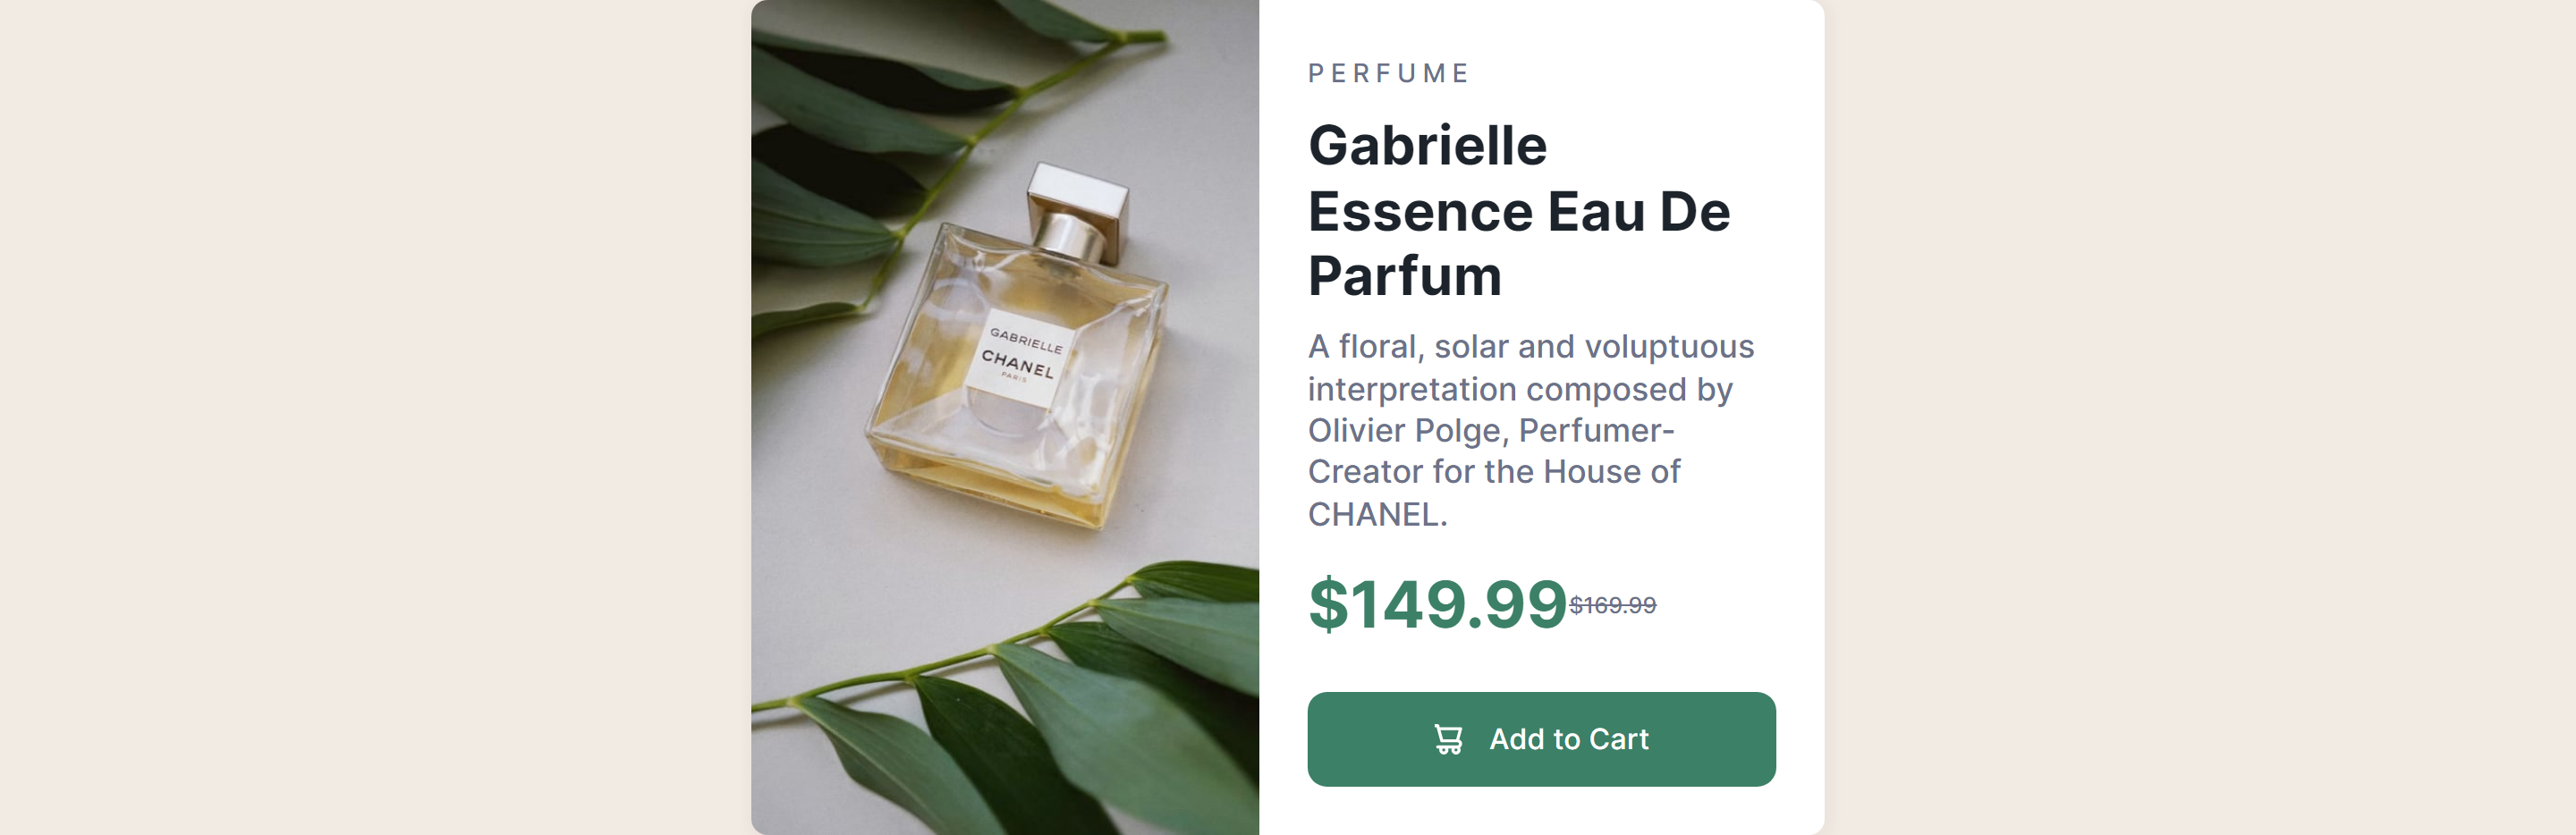 GABRIELLE
CHANEL
PARIS
PERFUME
Gabrielle
Essence Eau De
Parfum
A floral, solar and voluptuous
interpretation composed by
Olivier Polge, Perfumer-
Creator for the House of
CHANEL.
$149.99 $169.99
Add to Cart